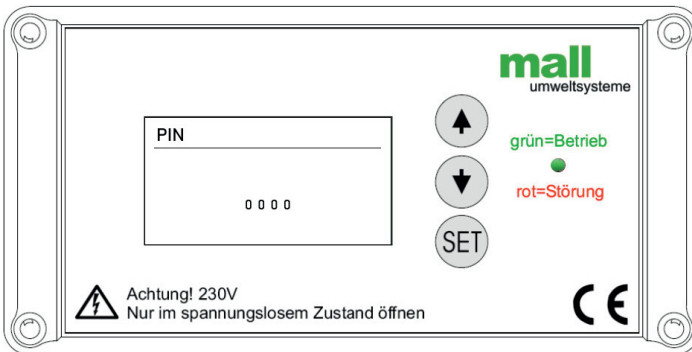 mall
umweltsysteme
PIN
0 0 0 0
grün=Betrieb
rot=Störung
SET
Achtung! 230V
Nur im spannungslosem Zustand öffnen
CE